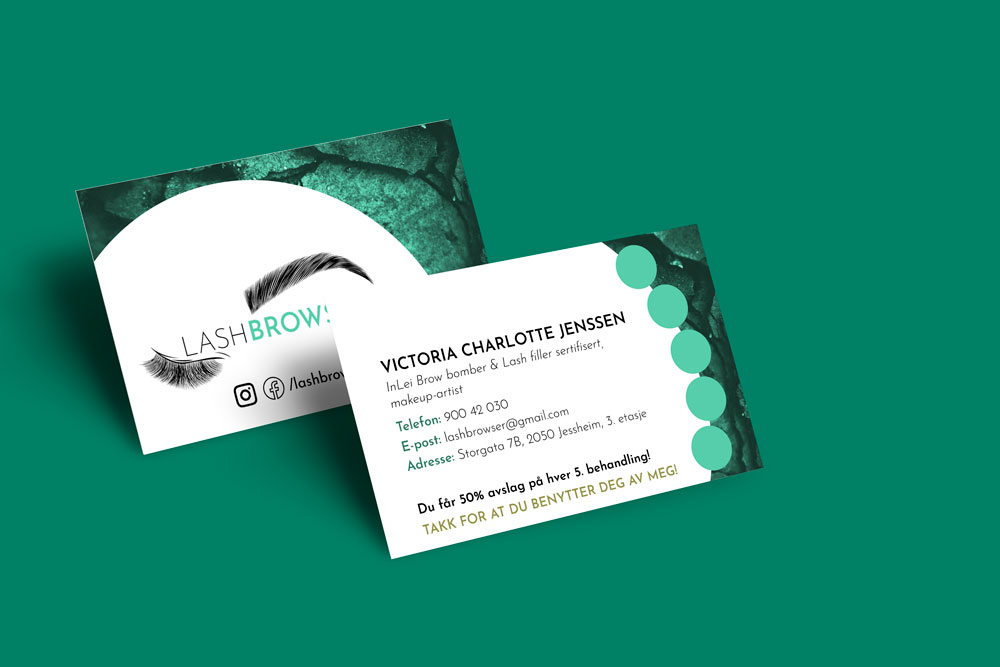 LASHBROWS
/lashbrow
VICTORIA CHARLOTTE JENSSEN
InLei Brow bomber & Lash filler sertifisert,
makeup-artist
Telefon: 900 42 030
E-post: lashbrowser@gmail.com
Adresse: Storgata 7B, 2050 Jessheim, 3. etasje
Du får 50% avslag på hver 5. behandling!
TAKK FOR AT DU BENYTTER DEG AV MEG!